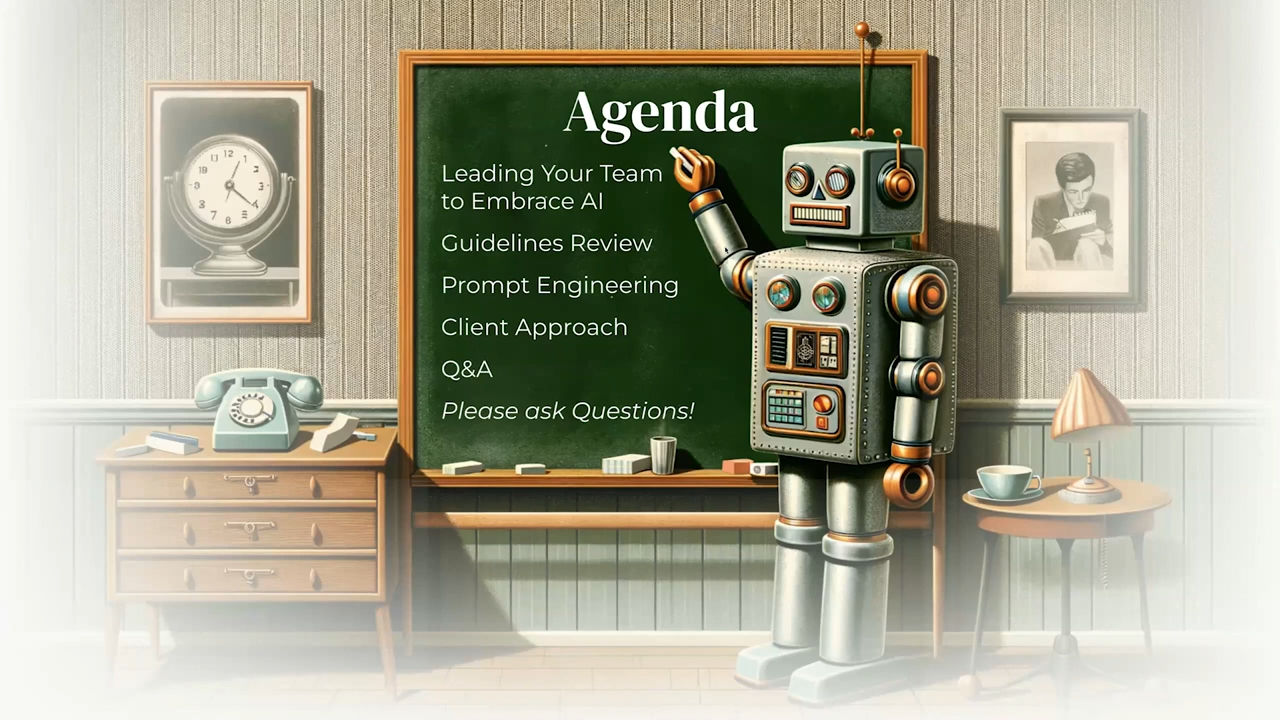 Agenda
Leading Your Team
to Embrace AI
Guidelines Review
Prompt Engineering
Client Approach
Q&A
Please ask Questions!